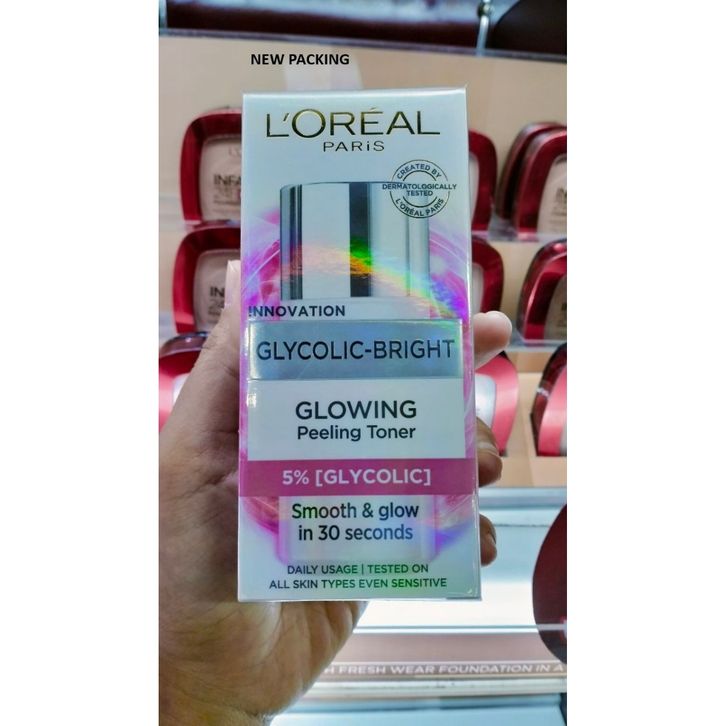 NEW PACKING
L'ORÉAL
PARiS
CREATED BY
DERMATOLOGICALLY
TESTED
L'ORÉAL PARIS
INNOVATION
GLYCOLIC-BRIGHT
GLOWING
Peeling Toner
5% [GLYCOLIC]
Smooth & glow
in 30 seconds
DAILY USAGE | TESTED ON
ALL SKIN TYPES EVEN SENSITIVE
FRESH WEAR FOUNDATION IN A